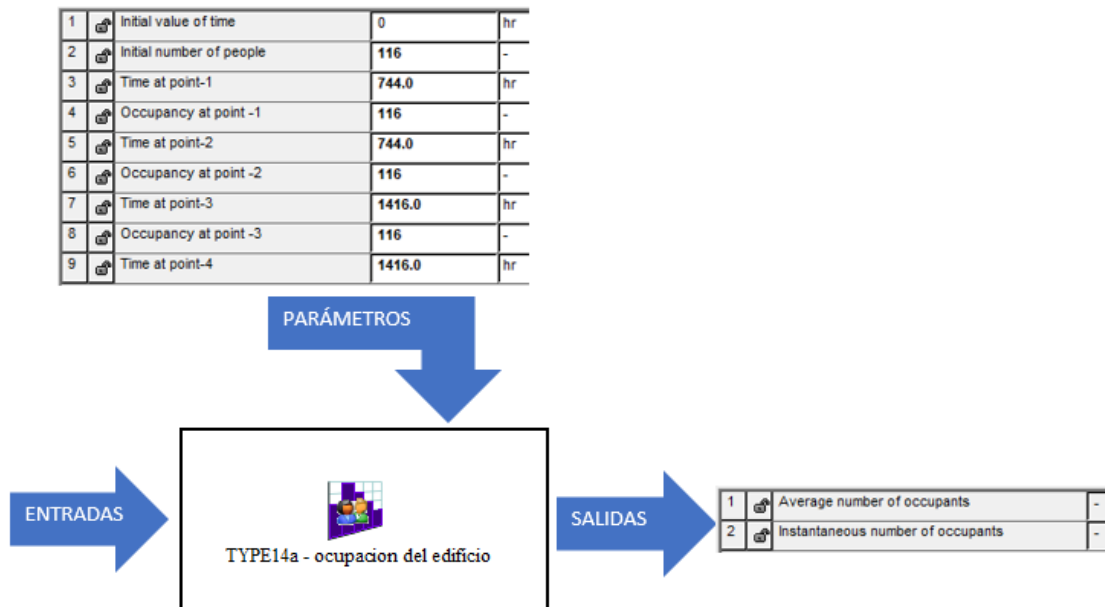 1 Initial value of time 0 hr
2 Initial number of people 116 -
3 Time at point-1 744.0 hr
4 Occupancy at point -1 116 -
5 Time at point-2 744.0 hr
6 Occupancy at point -2 116 -
7 Time at point-3 1416.0 hr
8 Occupancy at point -3 116 -
9 Time at point-4 1416.0 hr
PARÁMETROS
ENTRADAS
TYPE14a - ocupacion del edificio
SALIDAS
1 Average number of occupants -
2 Instantaneous number of occupants -